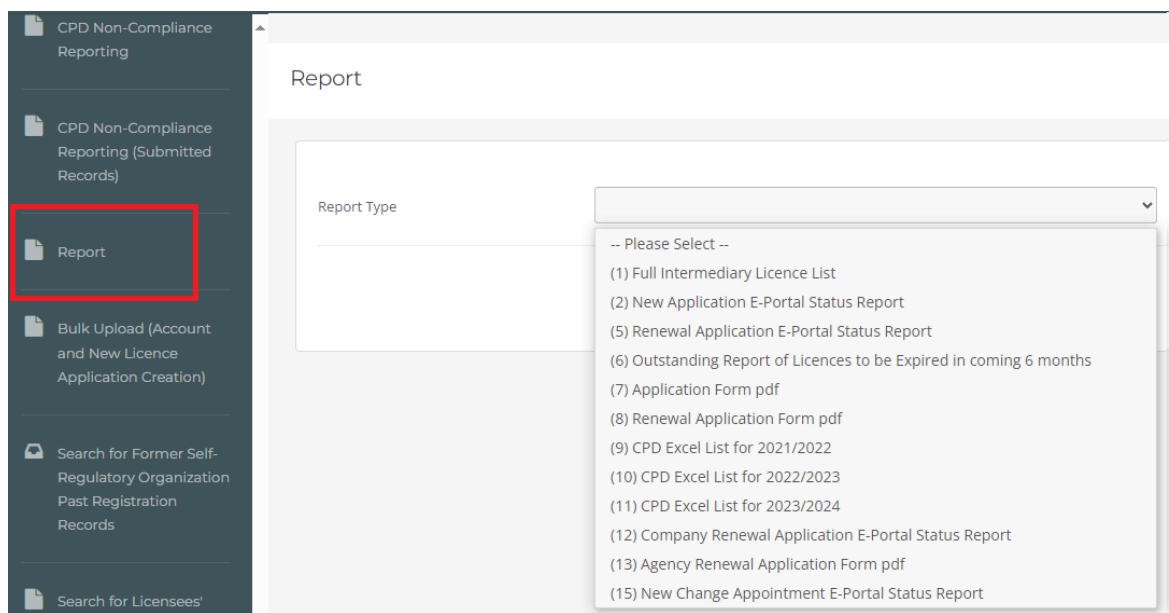 CPD Non-Compliance
Reporting
CPD Non-Compliance
Reporting (Submitted
Records)
Report
Bulk Upload (Account
and New Licence
Application Creation)
Search for Former Self-
Regulatory Organization
Past Registration
Records
Search for Licensees'
Report
Report Type
-- Please Select --
(1) Full Intermediary Licence List
(2) New Application E-Portal Status Report
(5) Renewal Application E-Portal Status Report
(6) Outstanding Report of Licences to be Expired in coming 6 months
(7) Application Form pdf
(8) Renewal Application Form pdf
(9) CPD Excel List for 2021/2022
(10) CPD Excel List for 2022/2023
(11) CPD Excel List for 2023/2024
(12) Company Renewal Application E-Portal Status Report
(13) Agency Renewal Application Form pdf
(15) New Change Appointment E-Portal Status Report